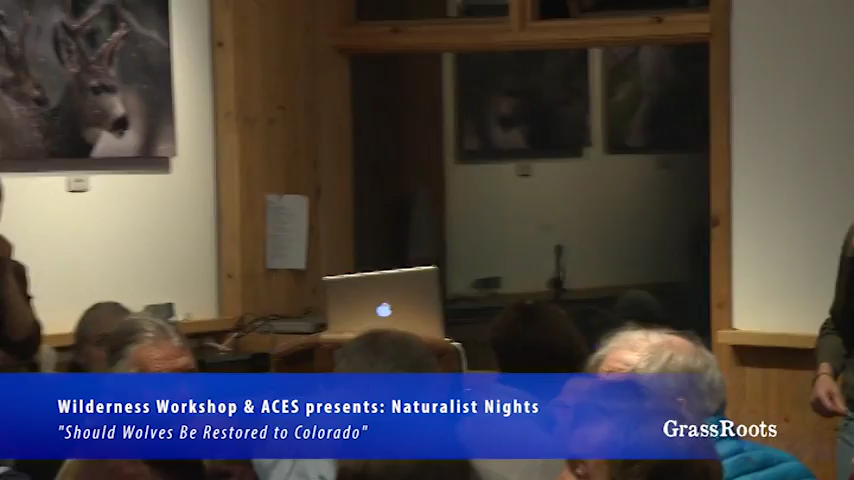 Wilderness Workshop & ACES presents: Naturalist Nights
"Should Wolves Be Restored to Colorado"
GrassRoots